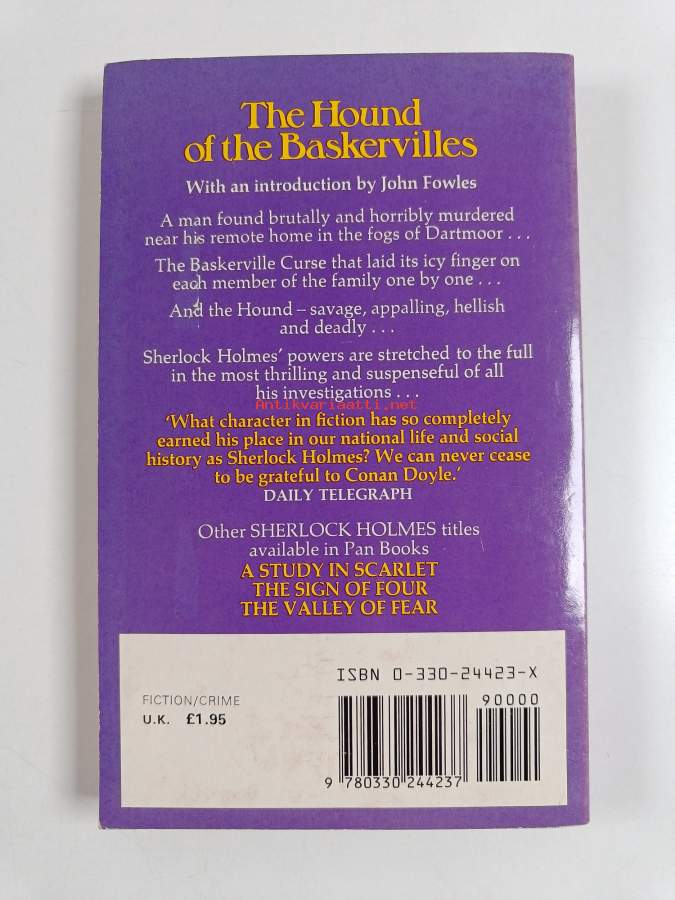 The Hound
of the Baskervilles
With an introduction by John Fowles
A man found brutally and horribly murdered
near his remote home in the fogs of Dartmoor . . .
The Baskerville Curse that laid its icy finger on
each member of the family one by one . . .
And the Hound – savage, appalling, hellish
and deadly . . .
Sherlock Holmes' powers are stretched to the full
in the most thrilling and suspenseful of all
his investigations . . .
Antikvariaatti.net
'What character in fiction has so completely
earned his place in our national life and social
history as Sherlock Holmes? We can never cease
to be grateful to Conan Doyle.'
DAILY TELEGRAPH
Other SHERLOCK HOLMES titles
available in Pan Books
A STUDY IN SCARLET
THE SIGN OF FOUR
THE VALLEY OF FEAR
ISBN 0-330-24423-X
FICTION/CRIME
U.K. £1.95
90000
9 780330 244237